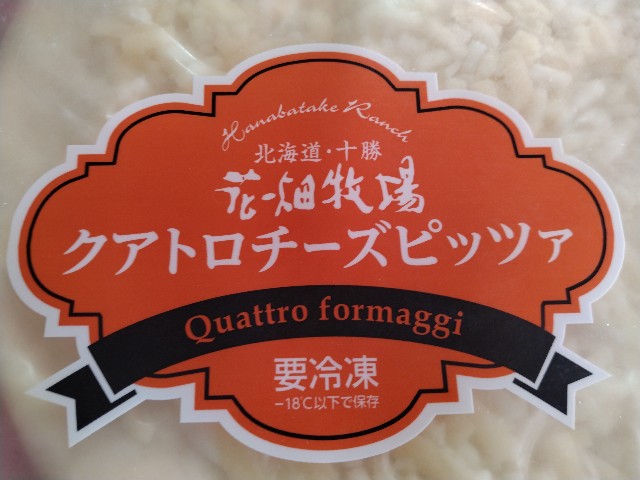 Hanabatake Ranch
北海道・十勝
花畑牧場
クアトロチーズピッツァ
Quattro formaggi
要冷凍
−18℃以下で保存